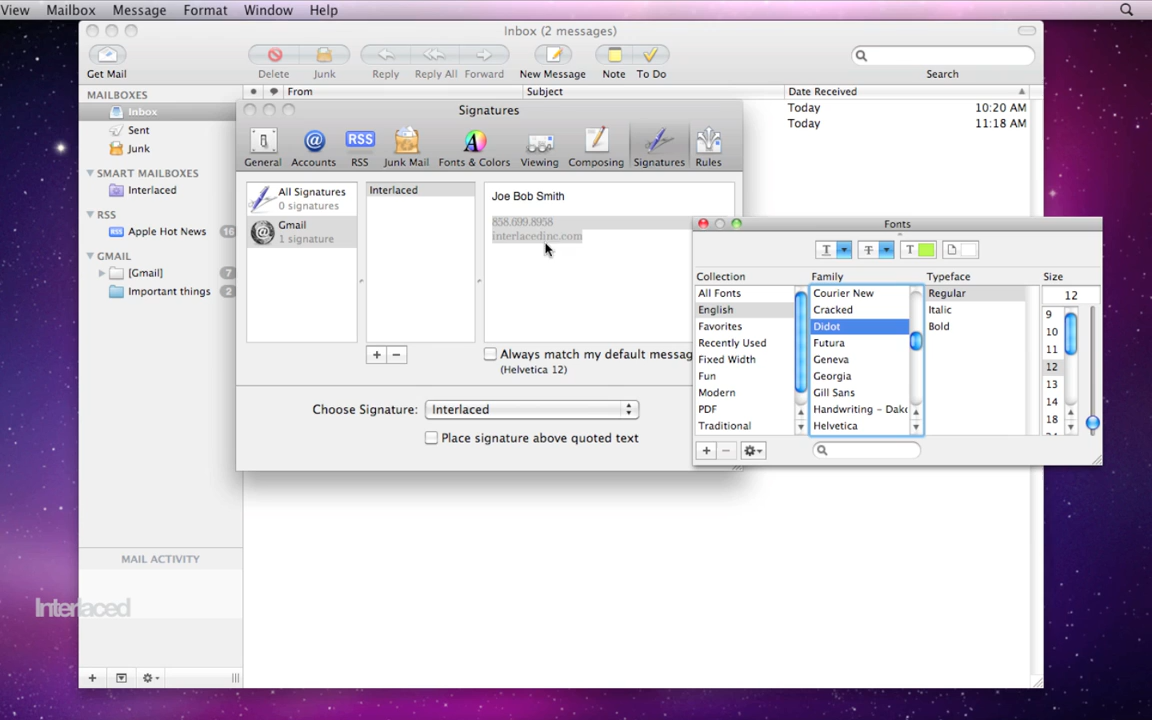 View Mailbox Message Format Window Help
Inbox (2 messages)
Get Mail Delete Junk Reply Reply All Forward New Message Note To Do Search
MAILBOXES
From Subject Date Received
Inbox
Today 10:20 AM
Today 11:18 AM
Sent
Junk
SMART MAILBOXES
Interlaced
RSS
Apple Hot News 16
GMAIL
[Gmail] 7
Important things 2
MAIL ACTIVITY
Interlaced
Signatures
General Accounts RSS Junk Mail Fonts & Colors Viewing Composing Signatures Rules
RSS
All Signatures
0 signatures
Gmail
1 signature
Interlaced
Joe Bob Smith
858.699.8958
interlacedinc.com
Always match my default messag
(Helvetica 12)
Choose Signature: Interlaced
Place signature above quoted text
Fonts
Collection Family Typeface Size
All Fonts
English
Favorites
Recently Used
Fixed Width
Fun
Modern
PDF
Traditional
Courier New
Cracked
Didot
Futura
Geneva
Georgia
Gill Sans
Handwriting - Dako
Helvetica
Regular
Italic
Bold
12
9
10
11
12
13
14
18